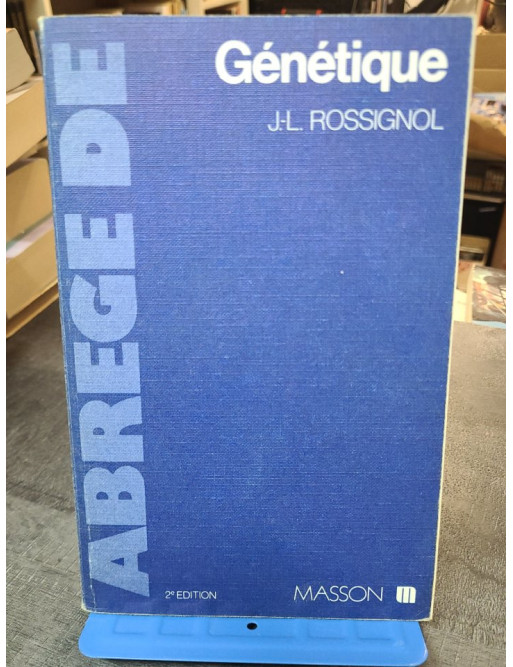 ABREGE DE
Génétique
J.-L. ROSSIGNOL
2e EDITION
MASSON